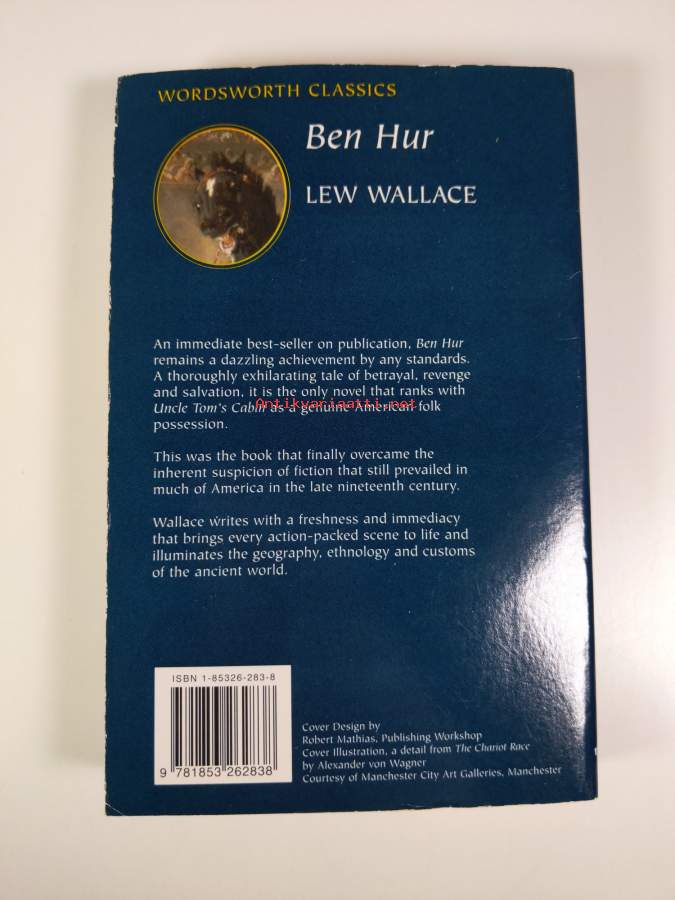 WORDSWORTH CLASSICS
Ben Hur
LEW WALLACE
An immediate best-seller on publication, Ben Hur
remains a dazzling achievement by any standards.
A thoroughly exhilarating tale of betrayal, revenge
and salvation, it is the only novel that ranks with
Uncle Tom's Cabin as a genuine American folk
possession.
Antikvariaatti.net
This was the book that finally overcame the
inherent suspicion of fiction that still prevailed in
much of America in the late nineteenth century.
Wallace writes with a freshness and immediacy
that brings every action-packed scene to life and
illuminates the geography, ethnology and customs
of the ancient world.
ISBN 1-85326-283-8
9 781853 262838
Cover Design by
Robert Mathias, Publishing Workshop
Cover Illustration, a detail from The Chariot Race
by Alexander von Wagner
Courtesy of Manchester City Art Galleries, Manchester